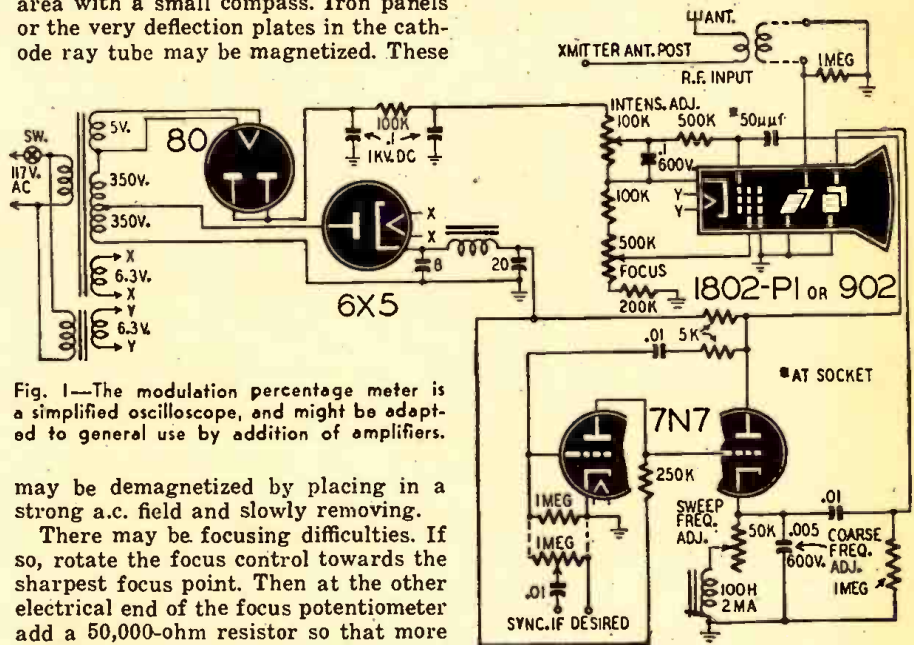 area with a small compass. Iron panels
or the very deflection plates in the cath-
ode ray tube may be magnetized. These
ANT.
XMITTER ANT. POST
R.F. INPUT
1MEG
INTENS. ADJ.
100K
500K
*50µµf
.1
600V.
SW.
117V.
AC
5V.
80
100K
.1
1KV. DC
350V.
350V.
X
6.3V.
X
Y
6.3V.
Y
6X5
X
X
8
20
100K
Y
Y
500K
FOCUS
200K
1802-P1 OR 902
5K
.01
*AT SOCKET
7N7
250K
1MEG
1MEG
.01
SYNC. IF DESIRED
SWEEP
FREQ.
ADJ.
50K
100H
2MA
.005
600V.
COARSE
FREQ.
ADJ.
.01
1MEG
Fig. 1—The modulation percentage meter is
a simplified oscilloscope, and might be adapt-
ed to general use by addition of amplifiers.
may be demagnetized by placing in a
strong a.c. field and slowly removing.
There may be focusing difficulties. If
so, rotate the focus control towards the
sharpest focus point. Then at the other
electrical end of the focus potentiometer
add a 50,000-ohm resistor so that more